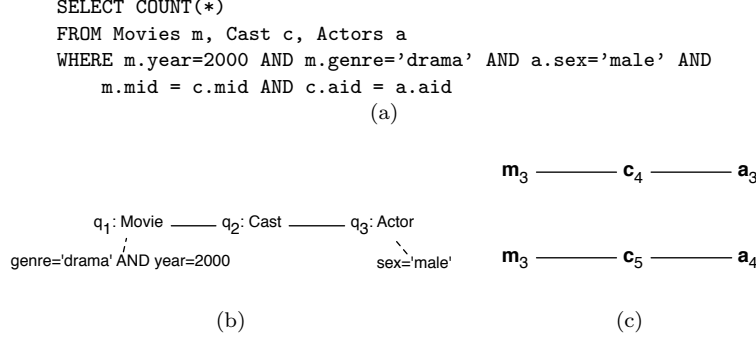 SELECT COUNT(*)
FROM Movies m, Cast c, Actors a
WHERE m.year=2000 AND m.genre='drama' AND a.sex='male' AND
m.mid = c.mid AND c.aid = a.aid
(a)
q1: Movie q2: Cast q3: Actor
genre='drama' AND year=2000 sex='male'
(b)
m3 c4 a3
m3 c5 a4
(c)